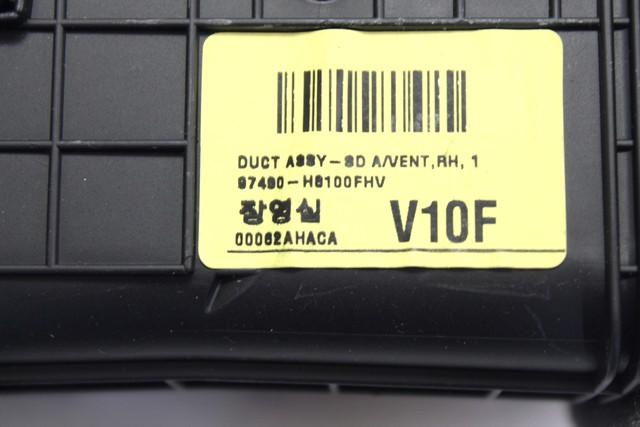 DUCT ASSY-SD A/VENT,RH, 1
97490-H8100FHV
장영실
V10F
00062AHACA